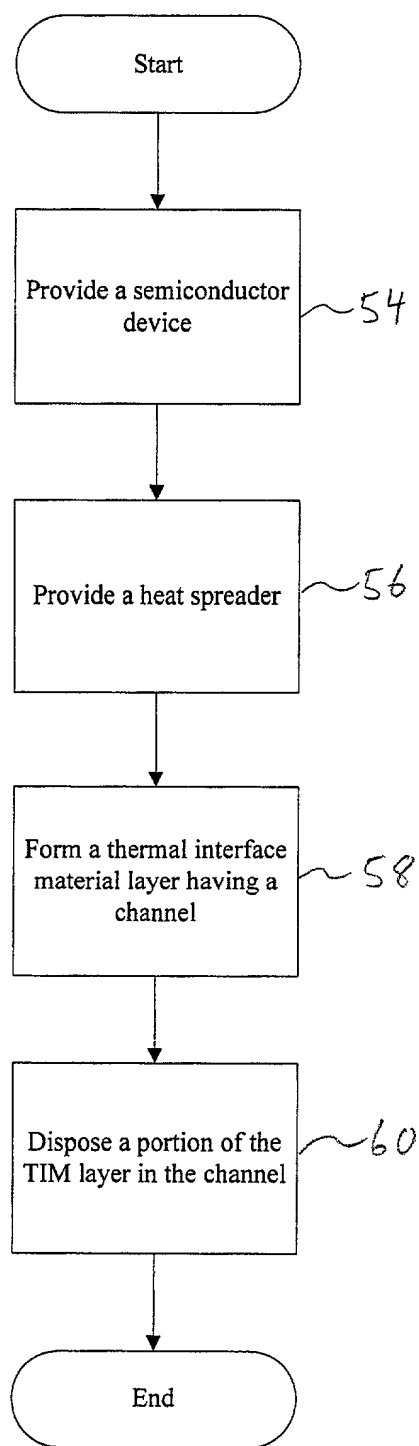 Start
Provide a semiconductor
device
54
Provide a heat spreader
56
Form a thermal interface
material layer having a
channel
58
Dispose a portion of the
TIM layer in the channel
60
End